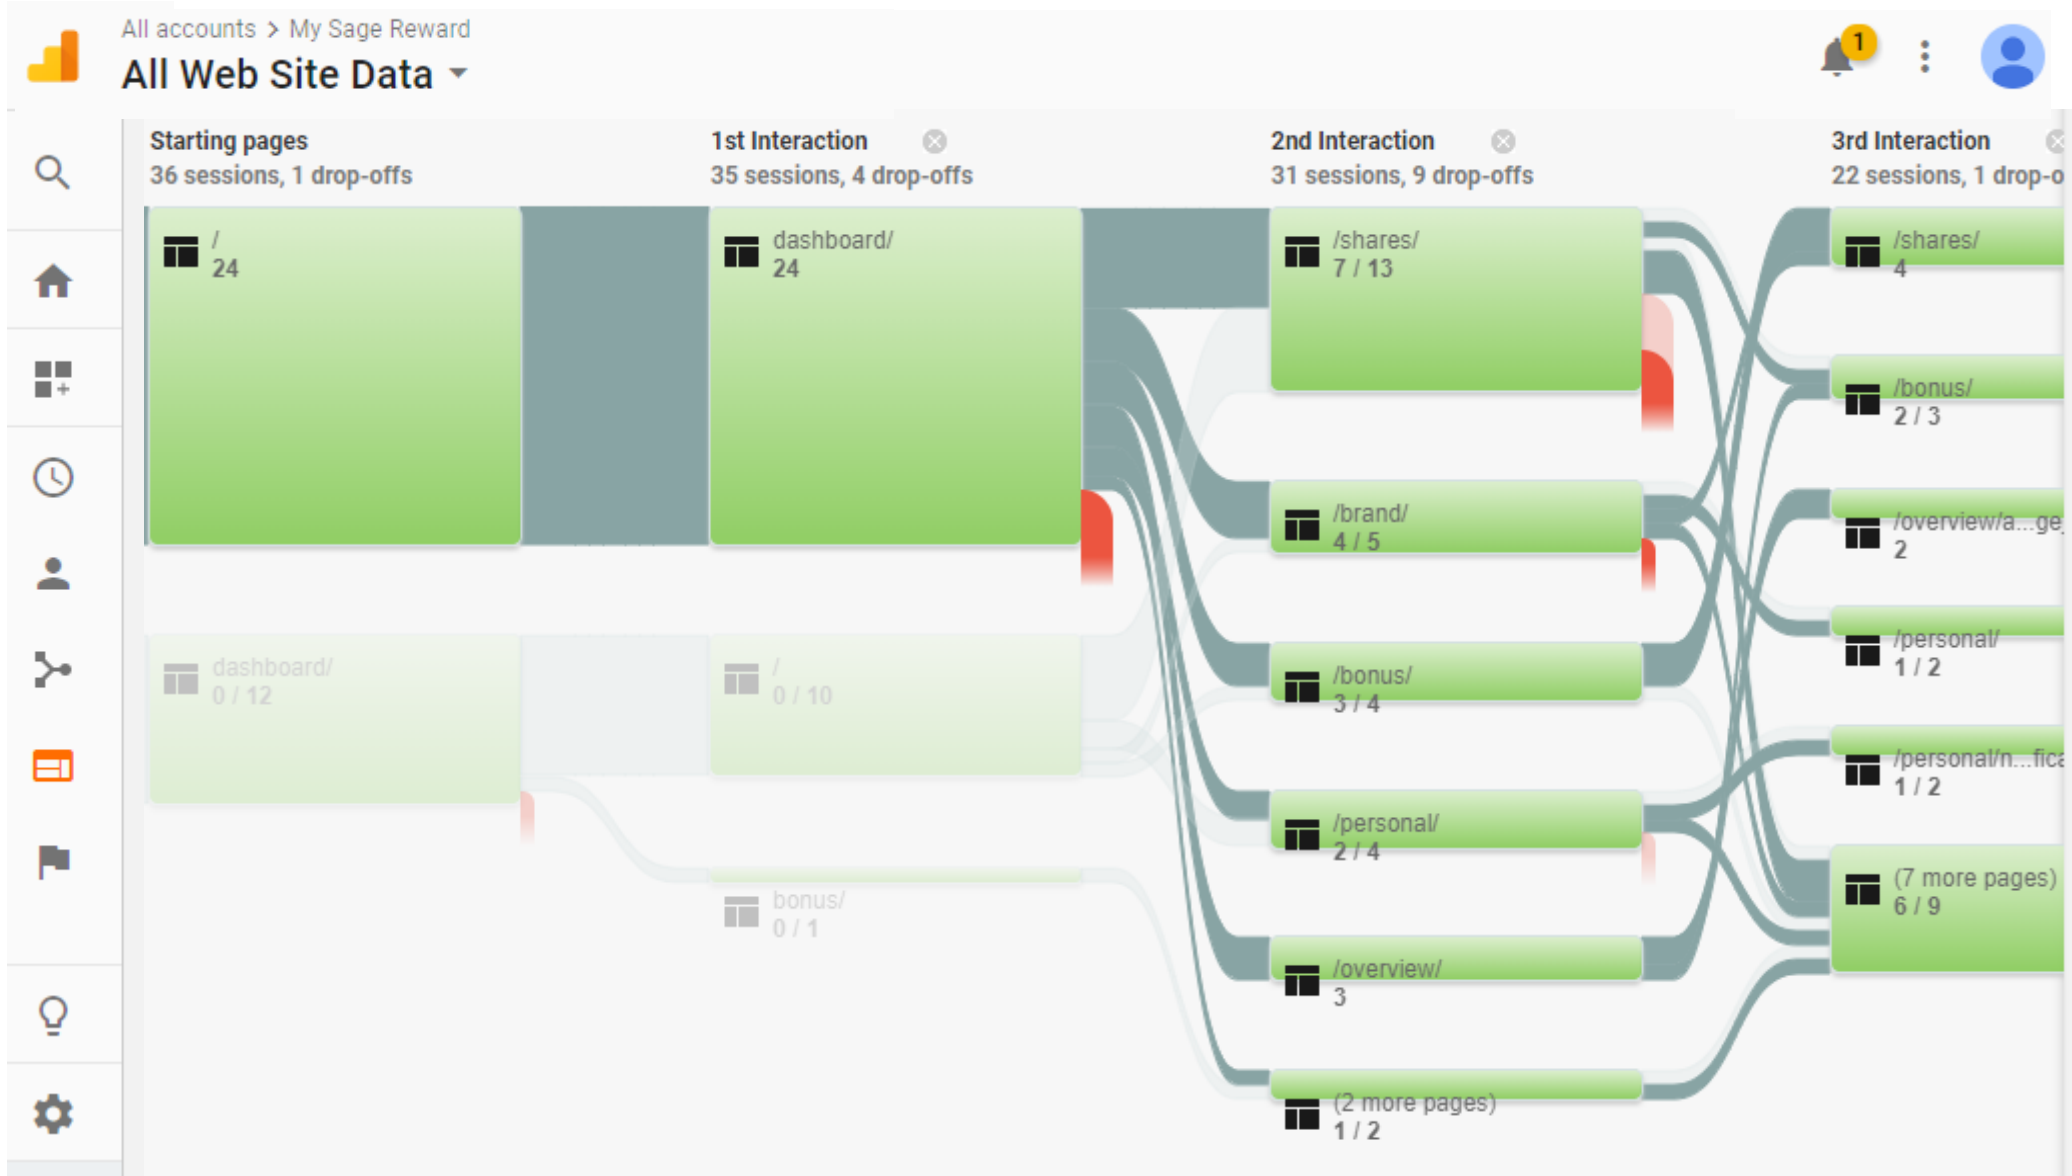 All accounts > My Sage Reward
All Web Site Data
1
Starting pages
36 sessions, 1 drop-offs
1st Interaction
35 sessions, 4 drop-offs
2nd Interaction
31 sessions, 9 drop-offs
3rd Interaction
22 sessions, 1 drop-o
/
24
dashboard/
0 / 12
dashboard/
24
/
0 / 10
bonus/
0 / 1
/shares/
7 / 13
/brand/
4 / 5
/bonus/
3 / 4
/personal/
2 / 4
/overview/
3
(2 more pages)
1 / 2
/shares/
4
/bonus/
2 / 3
/overview/a...ge
2
/personal/
1 / 2
/personal/n...fica
1 / 2
(7 more pages)
6 / 9